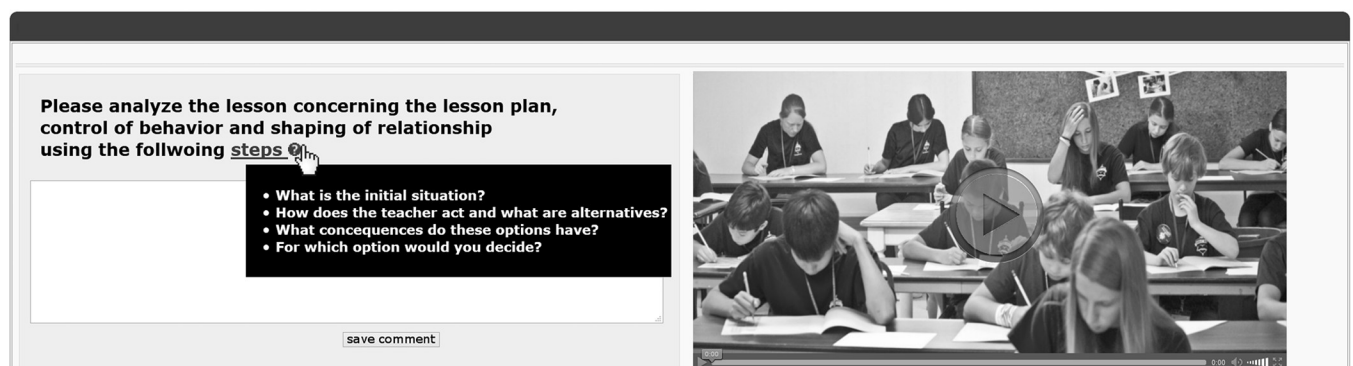 Please analyze the lesson concerning the lesson plan,
control of behavior and shaping of relationship
using the follwoing steps ?
• What is the initial situation?
• How does the teacher act and what are alternatives?
• What concequences do these options have?
• For which option would you decide?
save comment
0:00
0:00